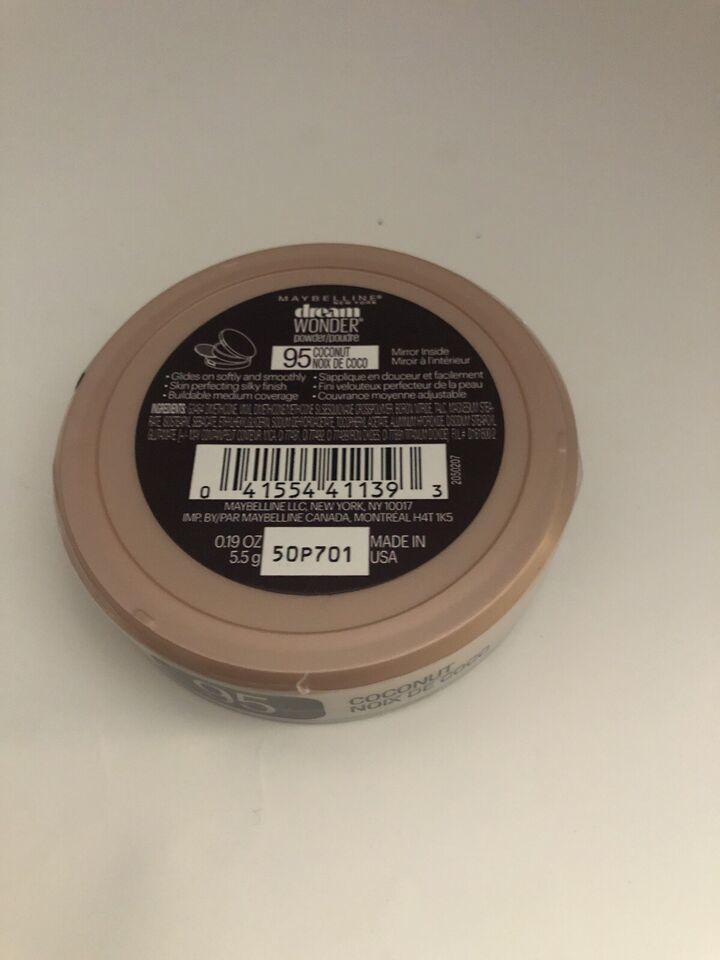 MAYBELLINE®
NEW YORK
dream
WONDER®
powder/poudre
95 COCONUT
NOIX DE COCO
Mirror Inside
Miroir à l'intérieur
• Glides on softly and smoothly
• Skin perfecting silky finish
• Buildable medium coverage
• S'applique en douceur et facilement
• Fini velouteux perfecteur de la peau
• Couvrance moyenne adjustable
INGREDIENTS:
2050207
0 41554 41139 3
MAYBELLINE LLC, NEW YORK, NY 10017
IMP. BY/PAR MAYBELLINE CANADA, MONTRÉAL H4T 1K5
0.19 OZ
5.5 g
50P701
MADE IN
USA
95
COCONUT
NOIX DE COCO